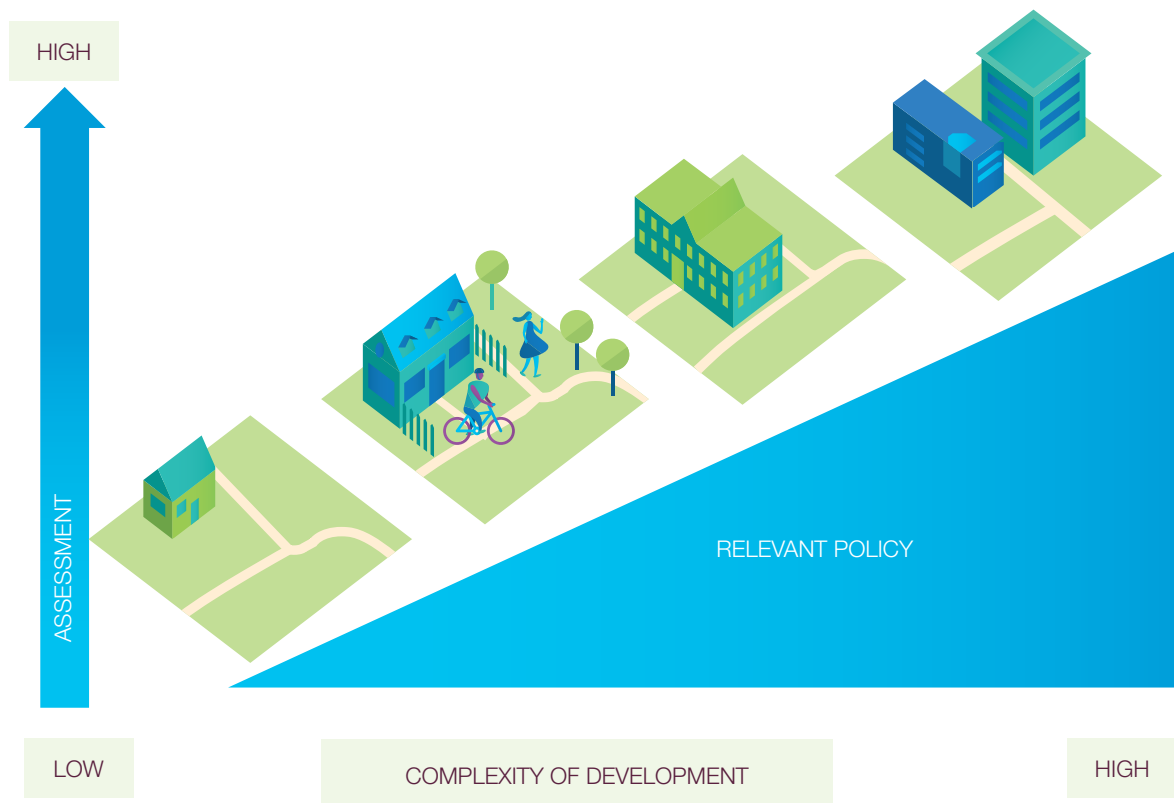 HIGH
ASSESSMENT
RELEVANT POLICY
LOW
COMPLEXITY OF DEVELOPMENT
HIGH